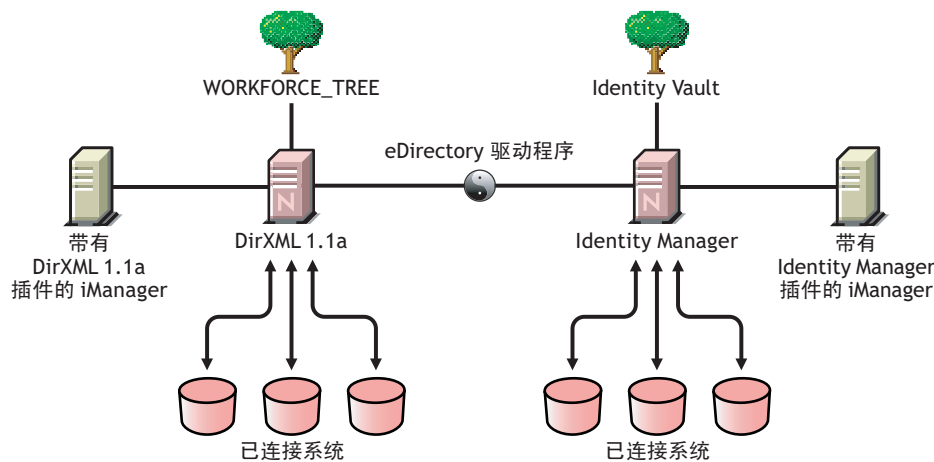 WORKFORCE_TREE
Identity Vault
eDirectory 驱动程序
N
N
带有
DirXML 1.1a
插件的 iManager
DirXML 1.1a
Identity Manager
带有
Identity Manager
插件的 iManager
已连接系统
已连接系统